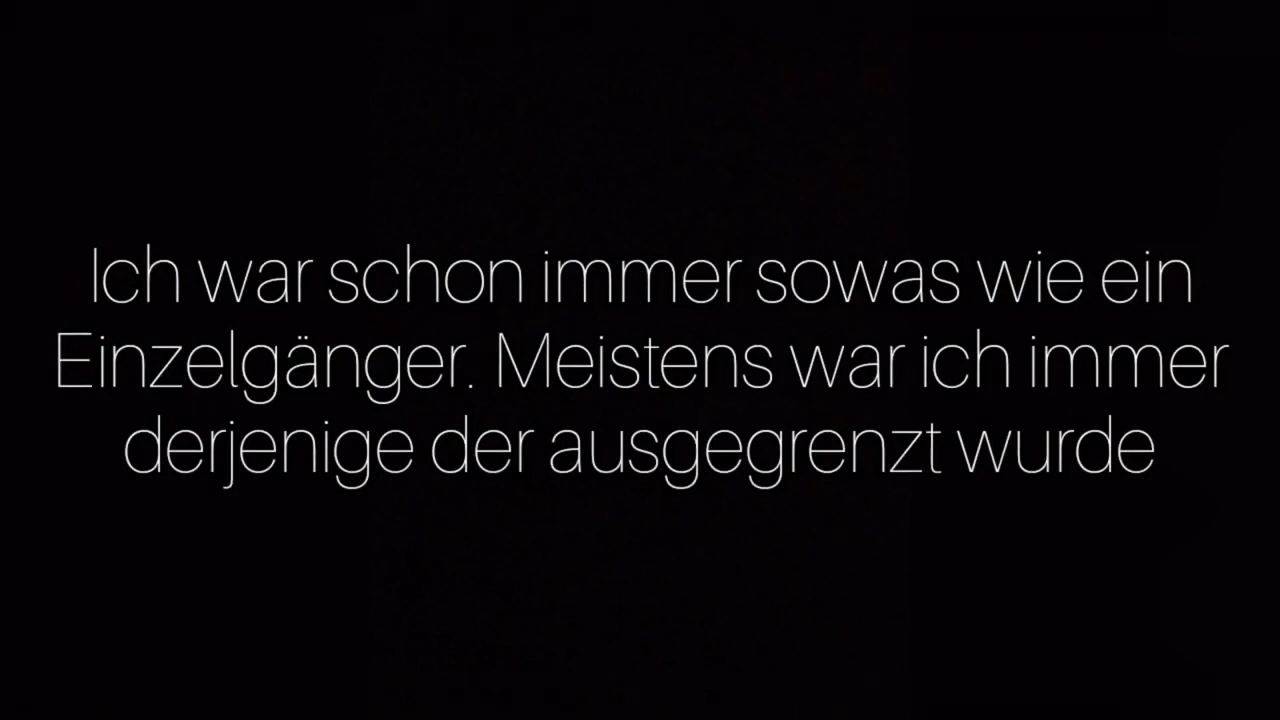 Ich war schon immer sowas wie ein
Einzelgänger. Meistens war ich immer
derjenige der ausgegrenzt wurde